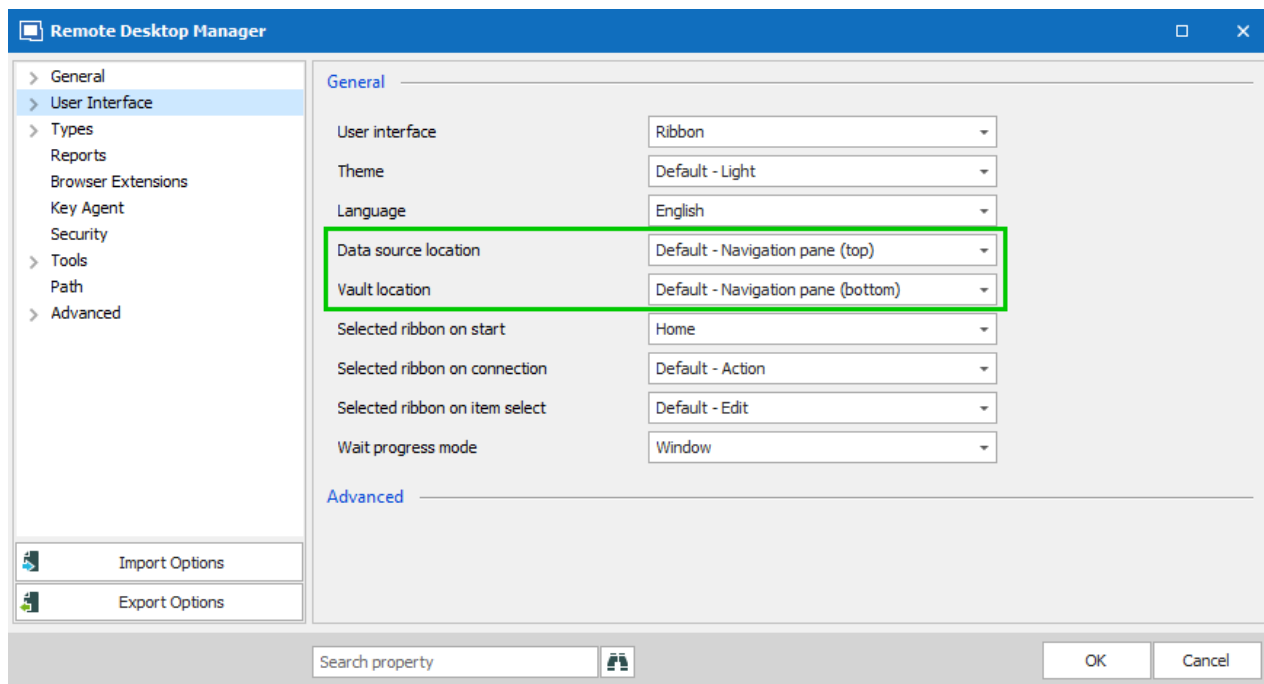 Remote Desktop Manager
General
User Interface
Types
Reports
Browser Extensions
Key Agent
Security
Tools
Path
Advanced
Import Options
Export Options
General
User interface Ribbon
Theme Default - Light
Language English
Data source location Default - Navigation pane (top)
Vault location Default - Navigation pane (bottom)
Selected ribbon on start Home
Selected ribbon on connection Default - Action
Selected ribbon on item select Default - Edit
Wait progress mode Window
Advanced
Search property
OK Cancel